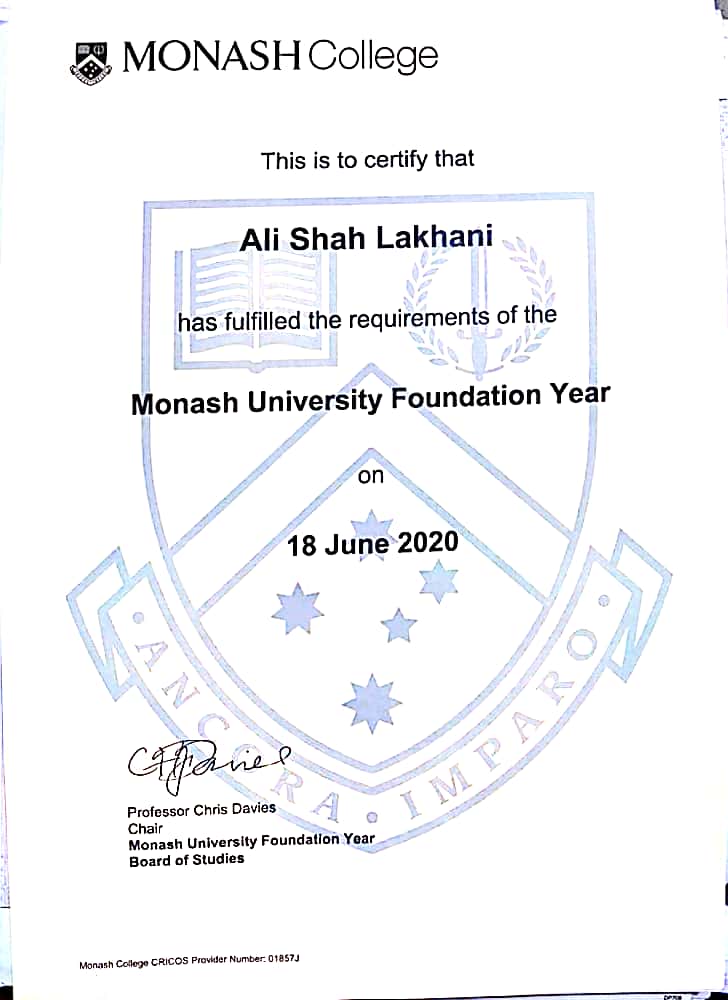 MONASH College
This is to certify that
Ali Shah Lakhani
has fulfilled the requirements of the
Monash University Foundation Year
on
18 June 2020
ANCORA IMPARO
Professor Chris Davies
Chair
Monash University Foundation Year
Board of Studies
Monash College CRICOS Provider Number: 01857J